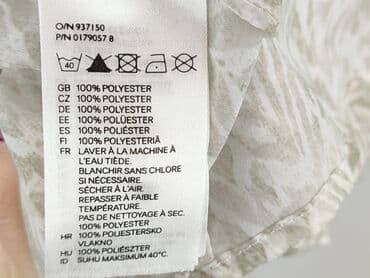 O/N 937150
P/N 0179057 8
40
GB 100% POLYESTER
CZ 100% POLYESTER
DE 100% POLYESTER
EE 100% POLÜESTER
ES 100% POLIÉSTER
FI 100% POLYESTERIÄ
FR LAVER À LA MACHINE À
L'EAU TIÈDE.
BLANCHIR SANS CHLORE
SI NÉCESSAIRE.
SÉCHER À L'AIR.
REPASSER À FAIBLE
TEMPÉRATURE.
PAS DE NETTOYAGE À SEC.
100% POLYESTER
HR 100% POLIESTERSKO
VLAKNO
HU 100% POLIÉSZTER
ID SUHU MAKSIMUM 40°C.